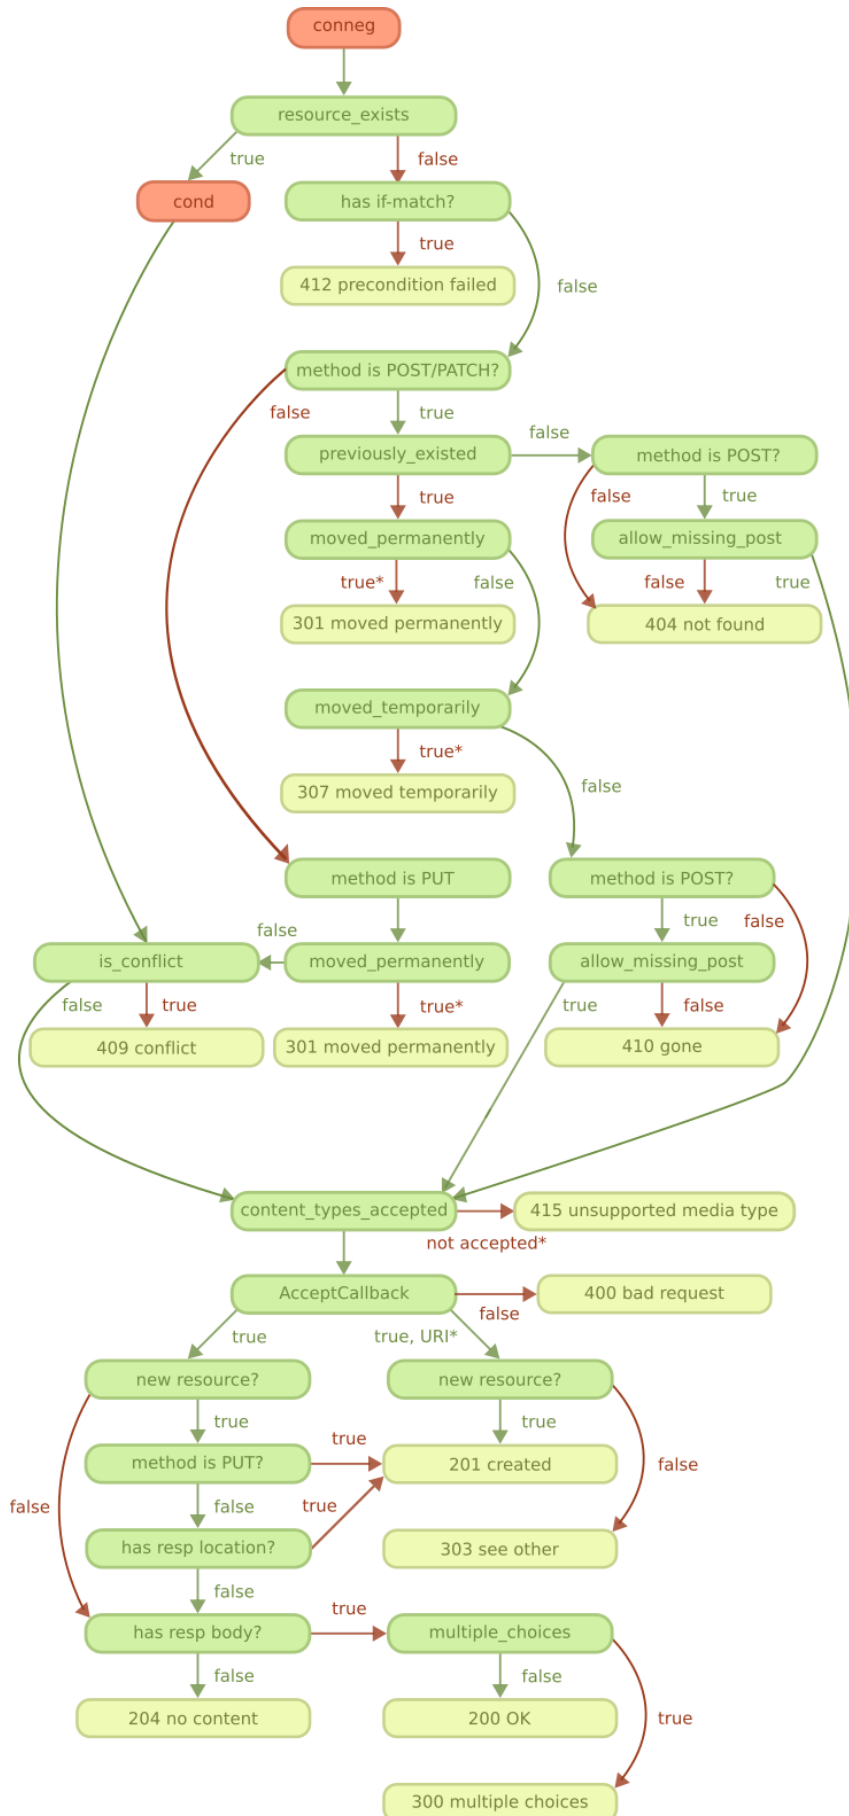 conneg
resource_exists
true
false
cond
has if-match?
true
412 precondition failed
false
method is POST/PATCH?
false
true
false
previously_existed
method is POST?
true
false
true
moved_permanently
allow_missing_post
true*
false
false
true
301 moved permanently
404 not found
moved_temporarily
true*
307 moved temporarily
false
method is PUT
method is POST?
false
true
false
is_conflict
moved_permanently
allow_missing_post
false
true
true*
true
false
409 conflict
301 moved permanently
410 gone
content_types_accepted
415 unsupported media type
not accepted*
AcceptCallback
400 bad request
false
true
true, URI*
new resource?
new resource?
true
true
true
method is PUT?
201 created
false
false
false
true
has resp location?
303 see other
false
true
has resp body?
multiple_choices
false
false
204 no content
200 OK
true
300 multiple choices